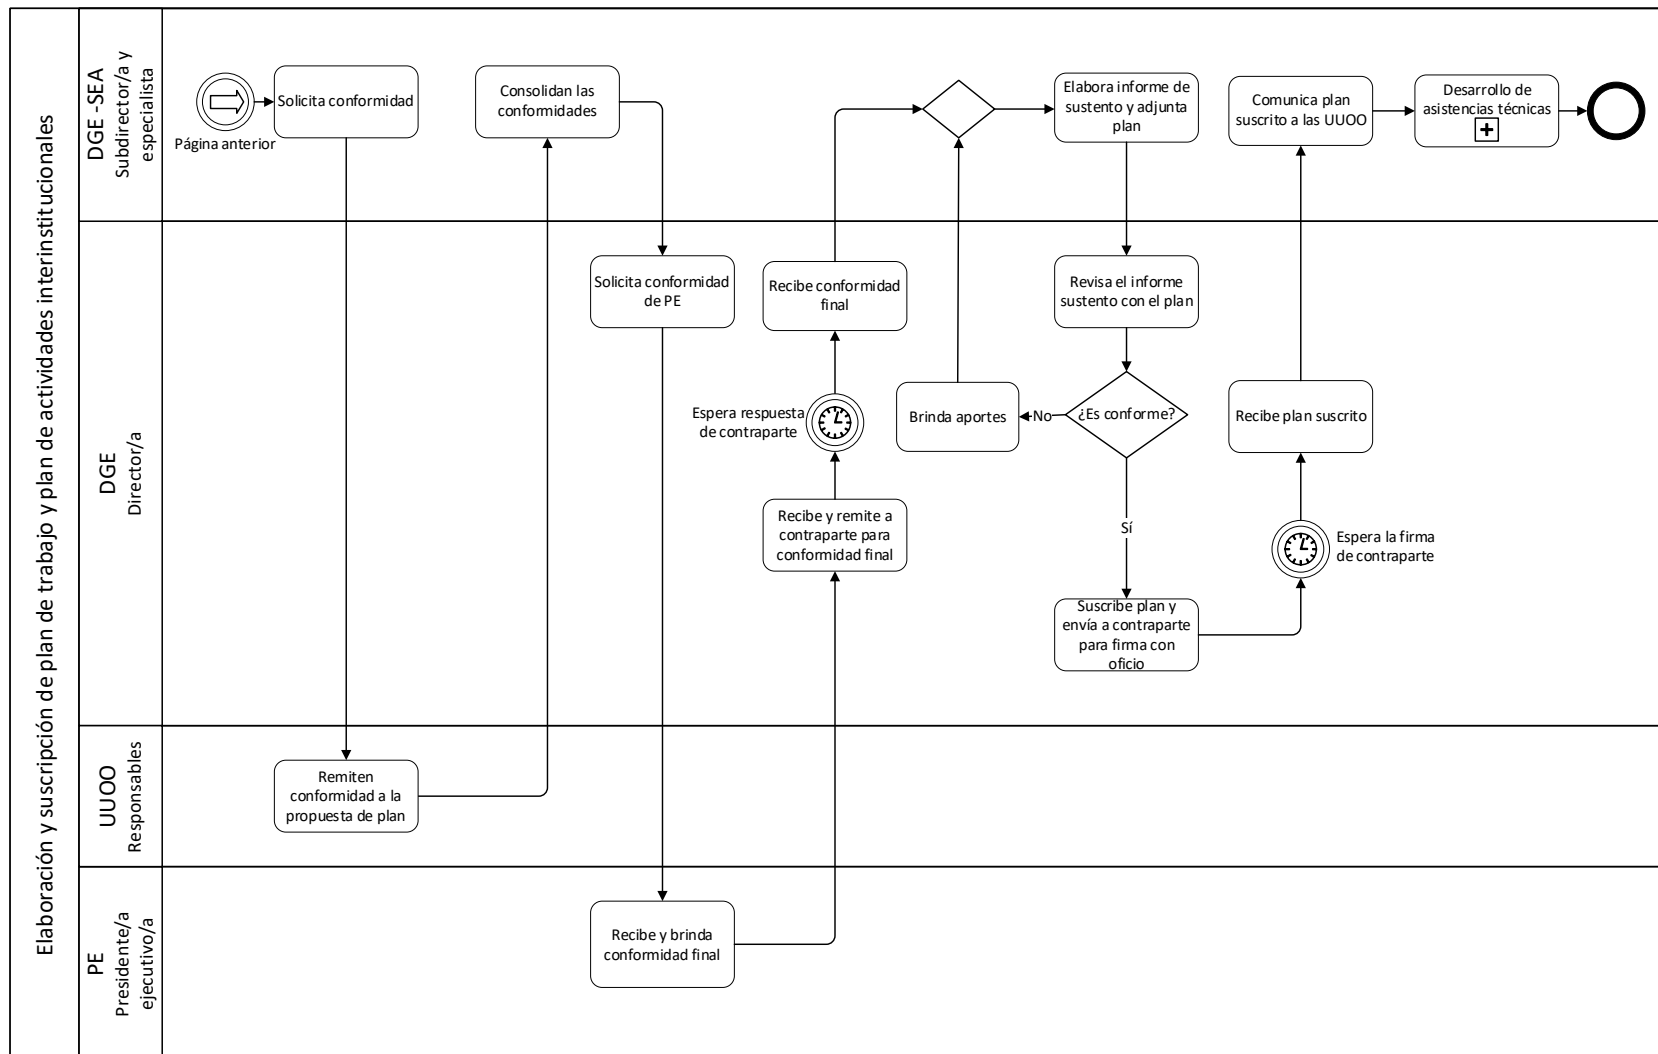 Elaboración y suscripción de plan de trabajo y plan de actividades interinstitucionales
DGE -SEA
Subdirector/a y
especialista
Página anterior
Solicita conformidad
Consolidan las
conformidades
Elabora informe de
sustento y adjunta
plan
Comunica plan
suscrito a las UUOO
Desarrollo de
asistencias técnicas
DGE
Director/a
Solicita conformidad
de PE
Recibe conformidad
final
Revisa el informe
sustento con el plan
Espera respuesta
de contraparte
Brinda aportes
No
¿Es conforme?
Recibe plan suscrito
Recibe y remite a
contraparte para
conformidad final
Sí
Espera la firma
de contraparte
Suscribe plan y
envía a contraparte
para firma con
oficio
UUOO
Responsables
Remiten
conformidad a la
propuesta de plan
PE
Presidente/a
ejecutivo/a
Recibe y brinda
conformidad final